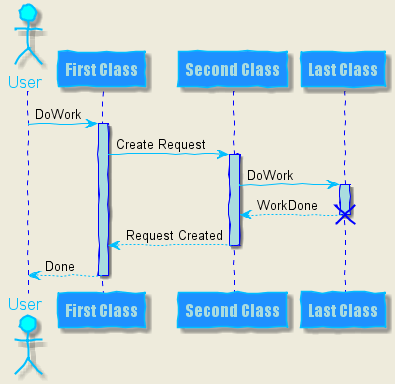 User
First Class
Second Class
Last Class
DoWork
Create Request
DoWork
WorkDone
Request Created
Done
User
First Class
Second Class
Last Class